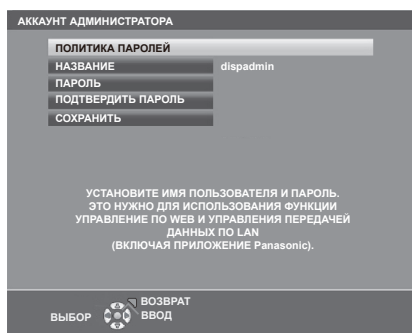 АККАУНТ АДМИНИСТРАТОРА
ПОЛИТИКА ПАРОЛЕЙ
НАЗВАНИЕ dispadmin
ПАРОЛЬ
ПОДТВЕРДИТЬ ПАРОЛЬ
СОХРАНИТЬ
УСТАНОВИТЕ ИМЯ ПОЛЬЗОВАТЕЛЯ И ПАРОЛЬ.
ЭТО НУЖНО ДЛЯ ИСПОЛЬЗОВАНИЯ ФУНКЦИИ
УПРАВЛЕНИЕ ПО WEB И УПРАВЛЕНИЯ ПЕРЕДАЧЕЙ
ДАННЫХ ПО LAN
(ВКЛЮЧАЯ ПРИЛОЖЕНИЕ Panasonic).
ВОЗВРАТ
ВЫБОР ВВОД